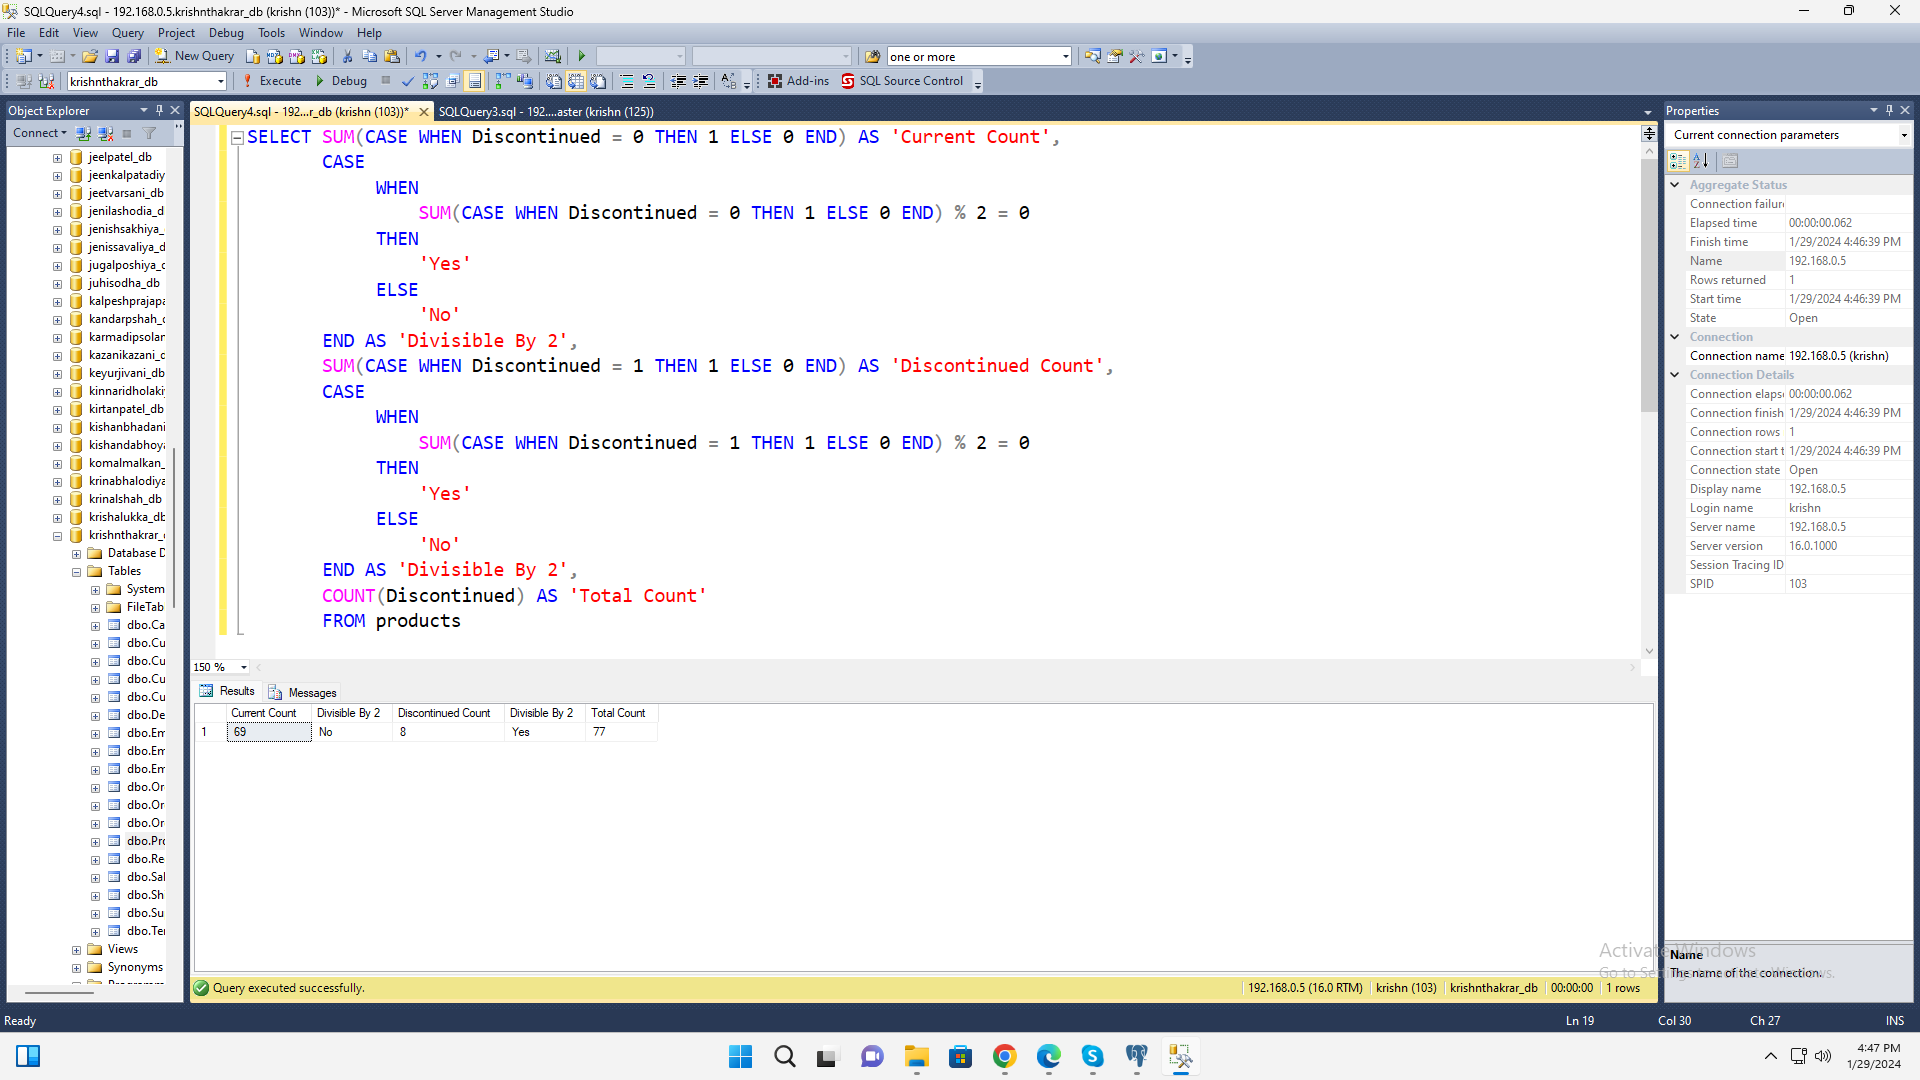 SQLQuery4.sql - 192.168.0.5.krishnthakrar_db (krishn (103))* - Microsoft SQL Server Management Studio
File Edit View Query Project Debug Tools Window Help
New Query
one or more
krishnthakrar_db
Execute
Debug
Add-ins
SQL Source Control
Object Explorer
Connect
jeelpatel_db
jeenkalpatadiy
jeetvarsani_db
jenilashodia_d
jenishsakhiya_
jenissavaliya_d
jugalposhiya_c
juhisodha_db
kalpeshprajapa
kandarpshah_c
karmadipsolar
kazanikazani_c
keyurjivani_db
kinnaridholaki
kirtanpatel_db
kishanbhadani
kishandabhoya
komalmalkan_
krinabhalodiya
krinalshah_db
krishalukka_db
krishnthakrar_
Database D
Tables
System
FileTab
dbo.Ca
dbo.Cu
dbo.Cu
dbo.Cu
dbo.Cu
dbo.De
dbo.Em
dbo.Em
dbo.Em
dbo.Or
dbo.Or
dbo.Or
dbo.Pro
dbo.Re
dbo.Sal
dbo.Sh
dbo.Su
dbo.Ter
Views
Synonyms
SQLQuery4.sql - 192...r_db (krishn (103))*
SQLQuery3.sql - 192....aster (krishn (125))
SELECT SUM(CASE WHEN Discontinued = 0 THEN 1 ELSE 0 END) AS 'Current Count',
CASE
WHEN
SUM(CASE WHEN Discontinued = 0 THEN 1 ELSE 0 END) % 2 = 0
THEN
'Yes'
ELSE
'No'
END AS 'Divisible By 2',
SUM(CASE WHEN Discontinued = 1 THEN 1 ELSE 0 END) AS 'Discontinued Count',
CASE
WHEN
SUM(CASE WHEN Discontinued = 1 THEN 1 ELSE 0 END) % 2 = 0
THEN
'Yes'
ELSE
'No'
END AS 'Divisible By 2',
COUNT(Discontinued) AS 'Total Count'
FROM products
150 %
Results
Messages
Current Count Divisible By 2 Discontinued Count Divisible By 2 Total Count
1 69 No 8 Yes 77
Query executed successfully.
192.168.0.5 (16.0 RTM) krishn (103) krishnthakrar_db 00:00:00 1 rows
Properties
Current connection parameters
Aggregate Status
Connection failure
Elapsed time 00:00:00.062
Finish time 1/29/2024 4:46:39 PM
Name 192.168.0.5
Rows returned 1
Start time 1/29/2024 4:46:39 PM
State Open
Connection
Connection name 192.168.0.5 (krishn)
Connection Details
Connection elaps 00:00:00.062
Connection finish 1/29/2024 4:46:39 PM
Connection rows 1
Connection start t 1/29/2024 4:46:39 PM
Connection state Open
Display name 192.168.0.5
Login name krishn
Server name 192.168.0.5
Server version 16.0.1000
Session Tracing ID
SPID 103
Activate Windows
Name
The name of the connection.
Ready
Ln 19 Col 30 Ch 27 INS
4:47 PM
1/29/2024